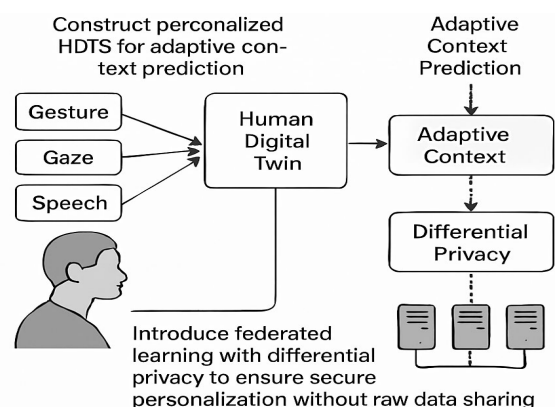 Construct perconalized
HDTS for adaptive con-
text prediction
Adaptive
Context
Prediction
Gesture
Gaze
Speech
Human
Digital
Twin
Adaptive
Context
Differential
Privacy
Introduce federated
learning with differential
privacy to ensure secure
personalization without raw data sharing